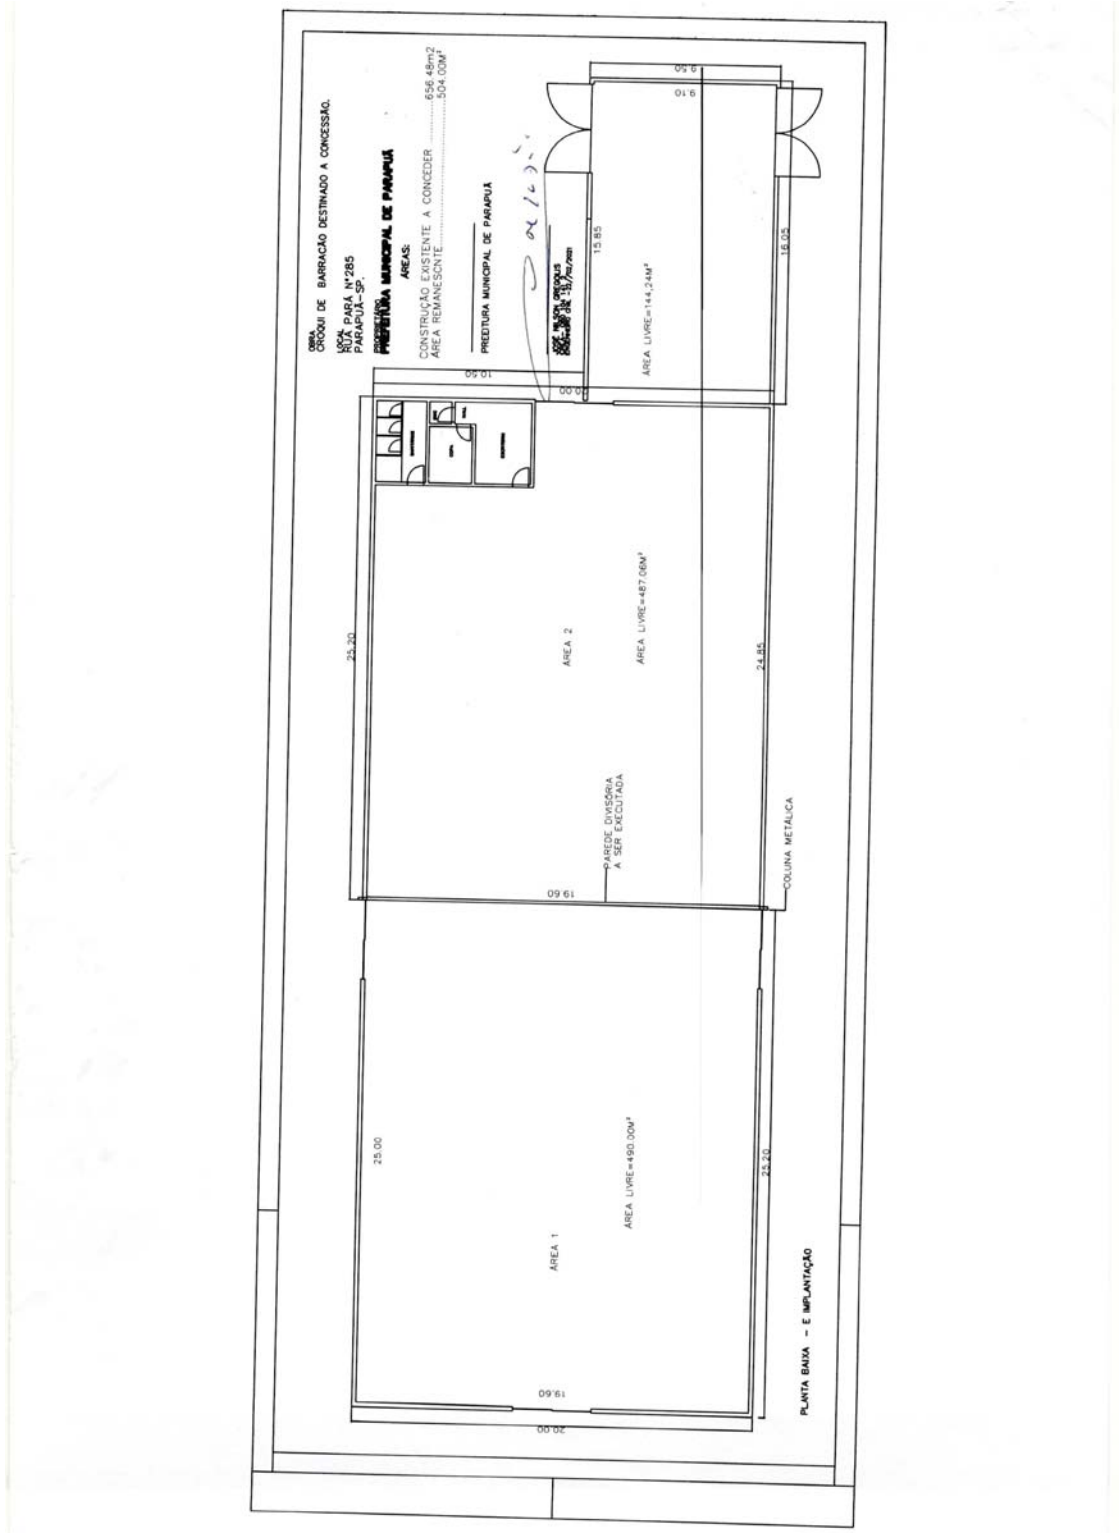 OBRA
CROQUI DE BARRACÃO DESTINADO A CONCESSÃO.
LOCAL
RUA PARÁ Nº285
PARAPUÃ-SP.
PROPRIETÁRIO
PREFEITURA MUNICIPAL DE PARAPUÃ
ÁREAS:
CONSTRUÇÃO EXISTENTE A CONCEDER ............656.48m2
ÁREA REMANESCNTE............504.00M²
PREEITURA MUNICIPAL DE PARAPUÃ
9.50
9.10
15.85
16.05
ÁREA LIVRE=144,24M²
10.50
20.00
COPA
HALL
25.20
ÁREA 2
ÁREA LIVRE=487.06M²
24.85
PAREDE DIVISÓRIA
A SER EXECUTADA
19.60
COLUNA METÁLICA
25.00
ÁREA LIVRE=490.00M²
25.20
ÁREA 1
19.60
20.00
PLANTA BAIXA - E IMPLANTAÇÃO